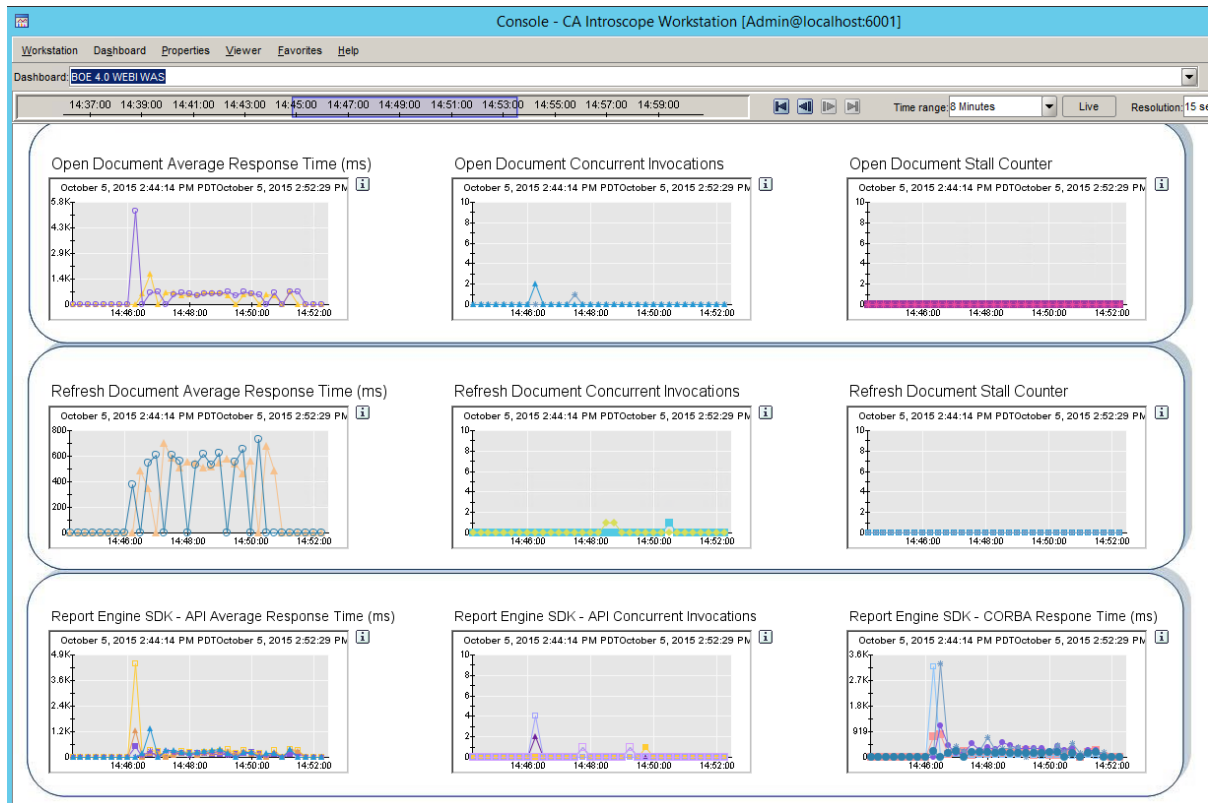 Console - CA Introscope Workstation [Admin@localhost:6001]
Workstation Dashboard Properties Viewer Favorites Help
Dashboard: BOE 4.0 WEBI WAS
14:37:00 14:39:00 14:41:00 14:43:00 14:45:00 14:47:00 14:49:00 14:51:00 14:53:00 14:55:00 14:57:00 14:59:00 Time range: 8 Minutes Live Resolution: 15 se
Open Document Average Response Time (ms)
October 5, 2015 2:44:14 PM PDTOctober 5, 2015 2:52:29 PM
5.8K
4.3K
2.9K
1.4K
0
14:46:00 14:48:00 14:50:00 14:52:00
Open Document Concurrent Invocations
October 5, 2015 2:44:14 PM PDTOctober 5, 2015 2:52:29 PM
10
8
6
4
2
0
14:46:00 14:48:00 14:50:00 14:52:00
Open Document Stall Counter
October 5, 2015 2:44:14 PM PDTOctober 5, 2015 2:52:29 PM
10
8
6
4
2
0
14:46:00 14:48:00 14:50:00 14:52:00
Refresh Document Average Response Time (ms)
October 5, 2015 2:44:14 PM PDTOctober 5, 2015 2:52:29 PM
800
600
400
200
0
14:46:00 14:48:00 14:50:00 14:52:00
Refresh Document Concurrent Invocations
October 5, 2015 2:44:14 PM PDTOctober 5, 2015 2:52:29 PM
10
8
6
4
2
0
14:46:00 14:48:00 14:50:00 14:52:00
Refresh Document Stall Counter
October 5, 2015 2:44:14 PM PDTOctober 5, 2015 2:52:29 PM
10
8
6
4
2
0
14:46:00 14:48:00 14:50:00 14:52:00
Report Engine SDK - API Average Response Time (ms)
October 5, 2015 2:44:14 PM PDTOctober 5, 2015 2:52:29 PM
4.9K
3.6K
2.4K
1.2K
0
14:46:00 14:48:00 14:50:00 14:52:00
Report Engine SDK - API Concurrent Invocations
October 5, 2015 2:44:14 PM PDTOctober 5, 2015 2:52:29 PM
10
8
6
4
2
0
14:46:00 14:48:00 14:50:00 14:52:00
Report Engine SDK - CORBA Respone Time (ms)
October 5, 2015 2:44:14 PM PDTOctober 5, 2015 2:52:29 PM
3.6K
2.7K
1.8K
919
0
14:46:00 14:48:00 14:50:00 14:52:00